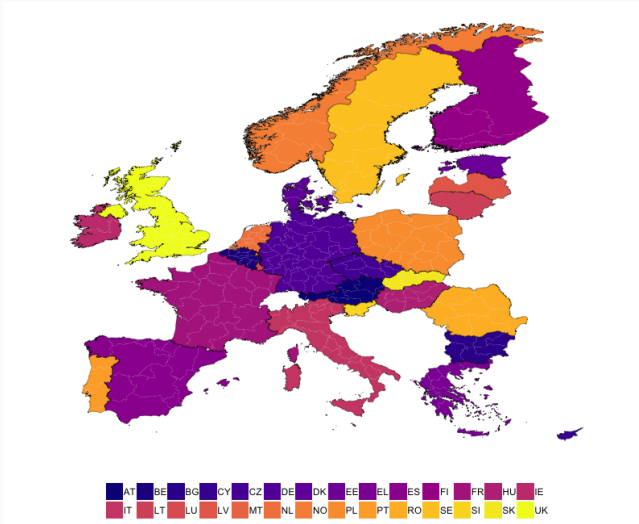 AT BE BG CY CZ DE DK EE EL ES FI FR HU IE
IT LT LU LV MT NL NO PL PT RO SE SI SK UK